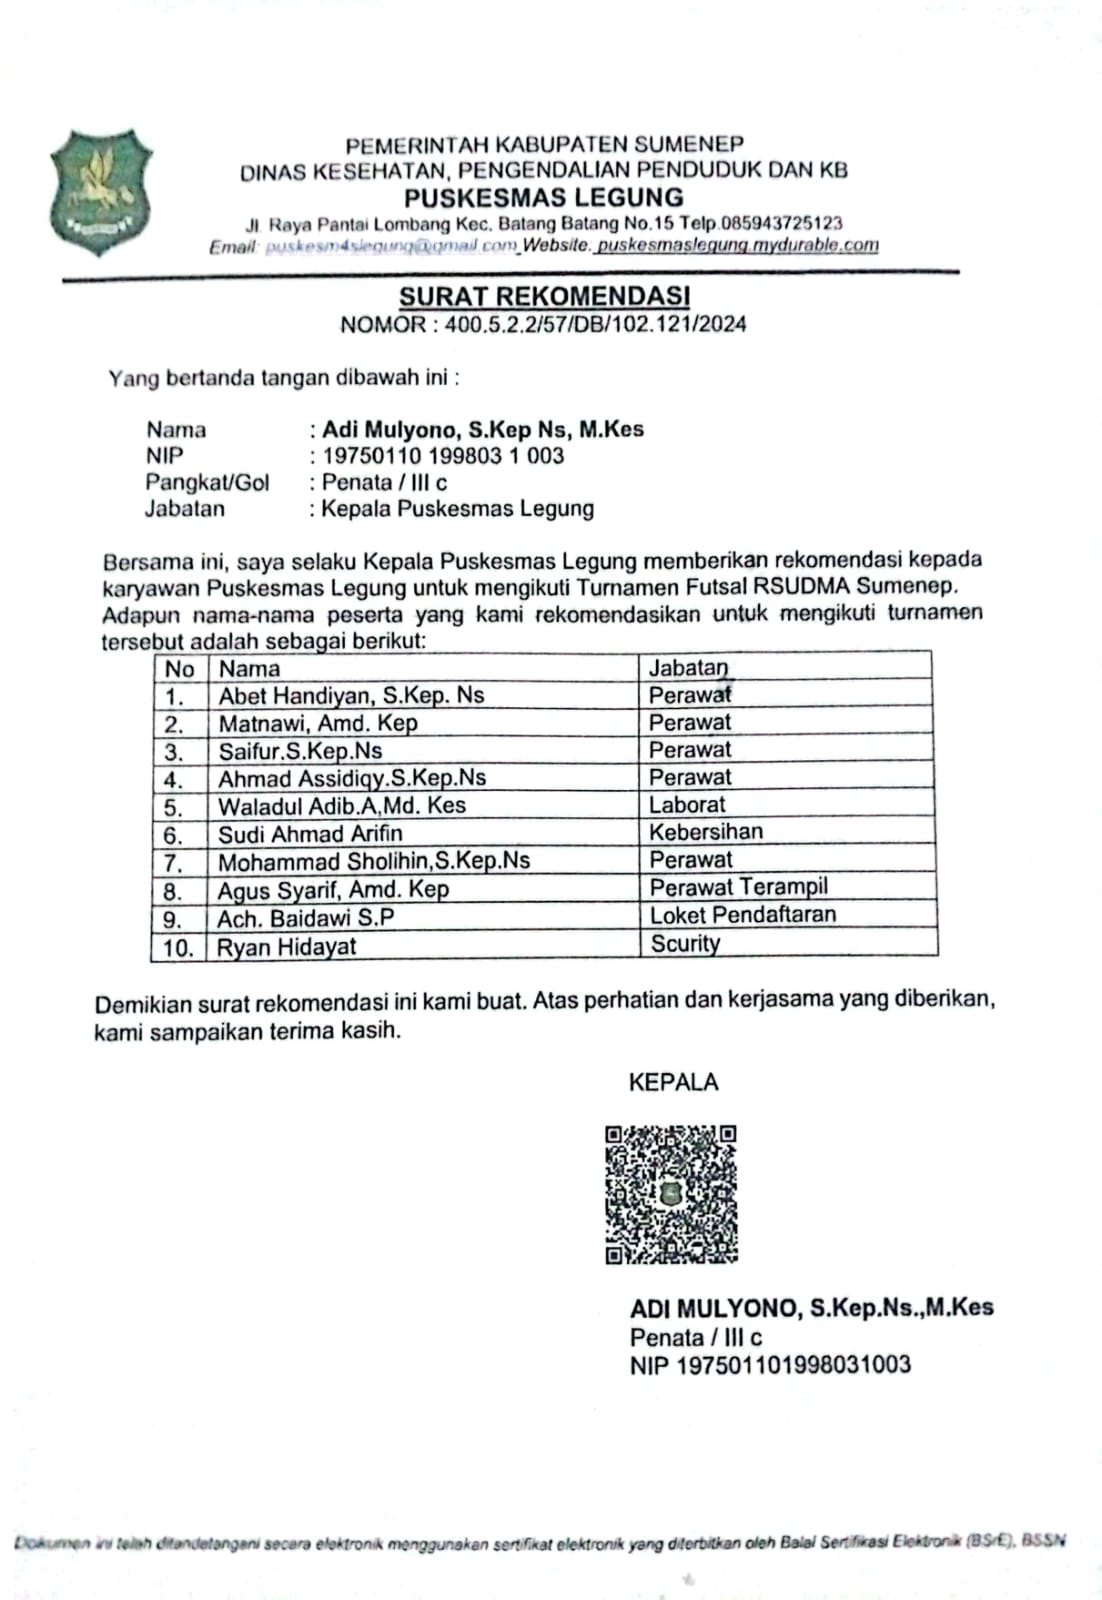 PEMERINTAH KABUPATEN SUMENEP
DINAS KESEHATAN, PENGENDALIAN PENDUDUK DAN KB
PUSKESMAS LEGUNG
Jl. Raya Pantai Lombang Kec. Batang Batang No.15 Telp.085943725123
Email: puskesm4slegung@gmail.com Website. puskesmaslegung.mydurable.com
SURAT REKOMENDASI
NOMOR : 400.5.2.2/57/DB/102.121/2024
Yang bertanda tangan dibawah ini :
Nama : Adi Mulyono, S.Kep Ns, M.Kes
NIP : 19750110 199803 1 003
Pangkat/Gol : Penata / III c
Jabatan : Kepala Puskesmas Legung
Bersama ini, saya selaku Kepala Puskesmas Legung memberikan rekomendasi kepada
karyawan Puskesmas Legung untuk mengikuti Turnamen Futsal RSUDMA Sumenep.
Adapun nama-nama peserta yang kami rekomendasikan untuk mengikuti turnamen
tersebut adalah sebagai berikut:
No Nama Jabatan
1. Abet Handiyan, S.Kep. Ns Perawat
2. Matnawi, Amd. Kep Perawat
3. Saifur.S.Kep.Ns Perawat
4. Ahmad Assidiqy.S.Kep.Ns Perawat
5. Waladul Adib.A,Md. Kes Laborat
6. Sudi Ahmad Arifin Kebersihan
7. Mohammad Sholihin,S.Kep.Ns Perawat
8. Agus Syarif, Amd. Kep Perawat Terampil
9. Ach. Baidawi S.P Loket Pendaftaran
10. Ryan Hidayat Scurity
Demikian surat rekomendasi ini kami buat. Atas perhatian dan kerjasama yang diberikan,
kami sampaikan terima kasih.
KEPALA
ADI MULYONO, S.Kep.Ns.,M.Kes
Penata / III c
NIP 197501101998031003
Dokumen ini telah ditandatangani secara elektronik menggunakan sertifikat elektronik yang diterbitkan oleh Balai Sertifikasi Elektronik (BSrE), BSSN